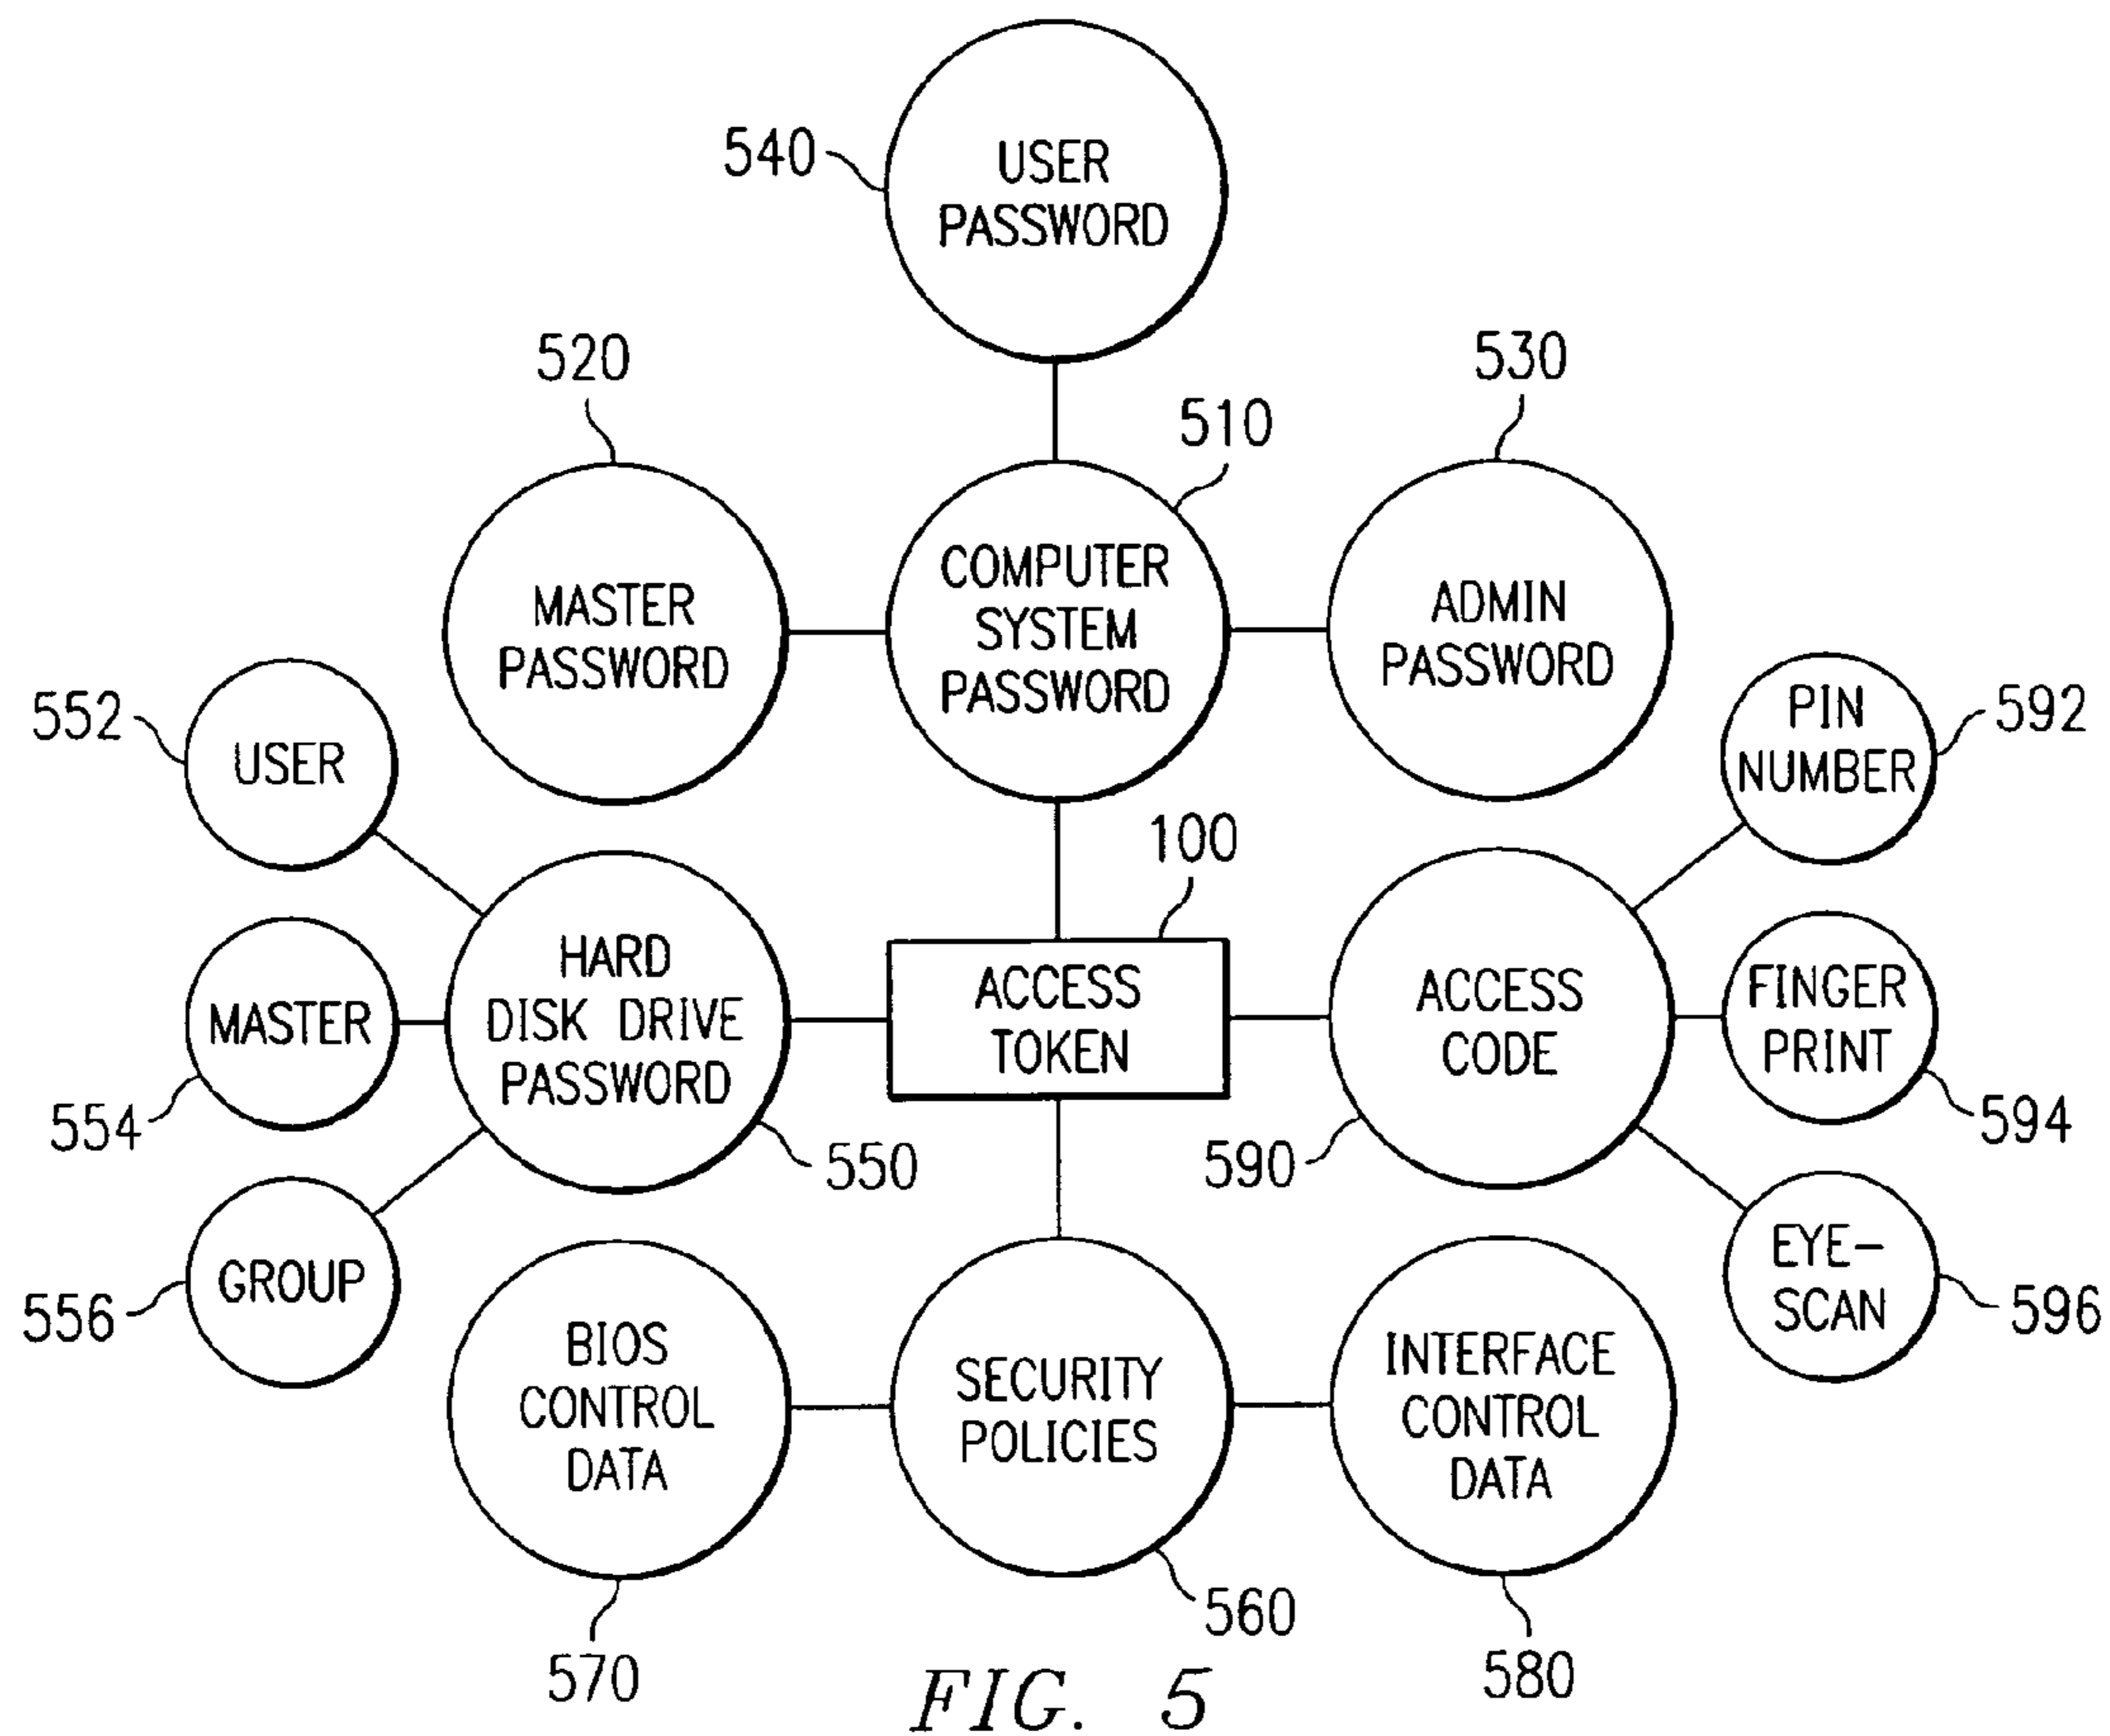 540
USER
PASSWORD
520
530
510
MASTER
PASSWORD
COMPUTER
SYSTEM
PASSWORD
ADMIN
PASSWORD
552
USER
PIN
NUMBER
592
100
MASTER
554
HARD
DISK DRIVE
PASSWORD
550
ACCESS
TOKEN
ACCESS
CODE
590
FINGER
PRINT
594
GROUP
556
EYE-
SCAN
596
BIOS
CONTROL
DATA
570
SECURITY
POLICIES
560
INTERFACE
CONTROL
DATA
580
FIG. 5